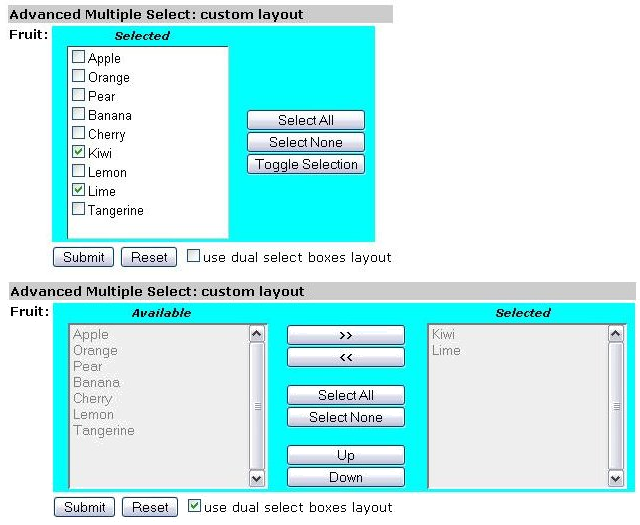 Advanced Multiple Select: custom layout
Fruit:
Selected
Apple
Orange
Pear
Banana
Cherry
Kiwi
Lemon
Lime
Tangerine
Select All
Select None
Toggle Selection
Submit Reset use dual select boxes layout
Advanced Multiple Select: custom layout
Fruit:
Available
Apple
Orange
Pear
Banana
Cherry
Lemon
Tangerine
>>
<<
Select All
Select None
Up
Down
Selected
Kiwi
Lime
Submit Reset use dual select boxes layout